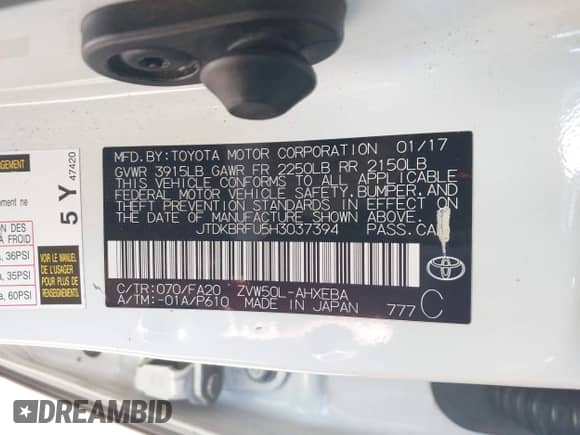 MFD.BY:TOYOTA MOTOR CORPORATION 01/17
GVWR 3915LB GAWR FR 2250LB RR 2150LB
THIS VEHICLE CONFORMS TO ALL APPLICABLE
FEDERAL MOTOR VEHICLE SAFETY, BUMPER, AND
THEFT PREVENTION STANDARDS IN EFFECT ON
THE DATE OF MANUFACTURE SHOWN ABOVE.
JTDKBRFU5H3037394 PASS.CAR
C/TR:070/FA20 ZVW50L-AHXEBA
A/TM:-01A/P610 MADE IN JAPAN 777 C
5 Y 47420
À FROID
, 35PSI
, 35PSI
a, 60PSI
VOIR LE MANUEL
DE L'USAGER
POUR PLUS DE
RENSEIGNEMENTS
DREAMBID